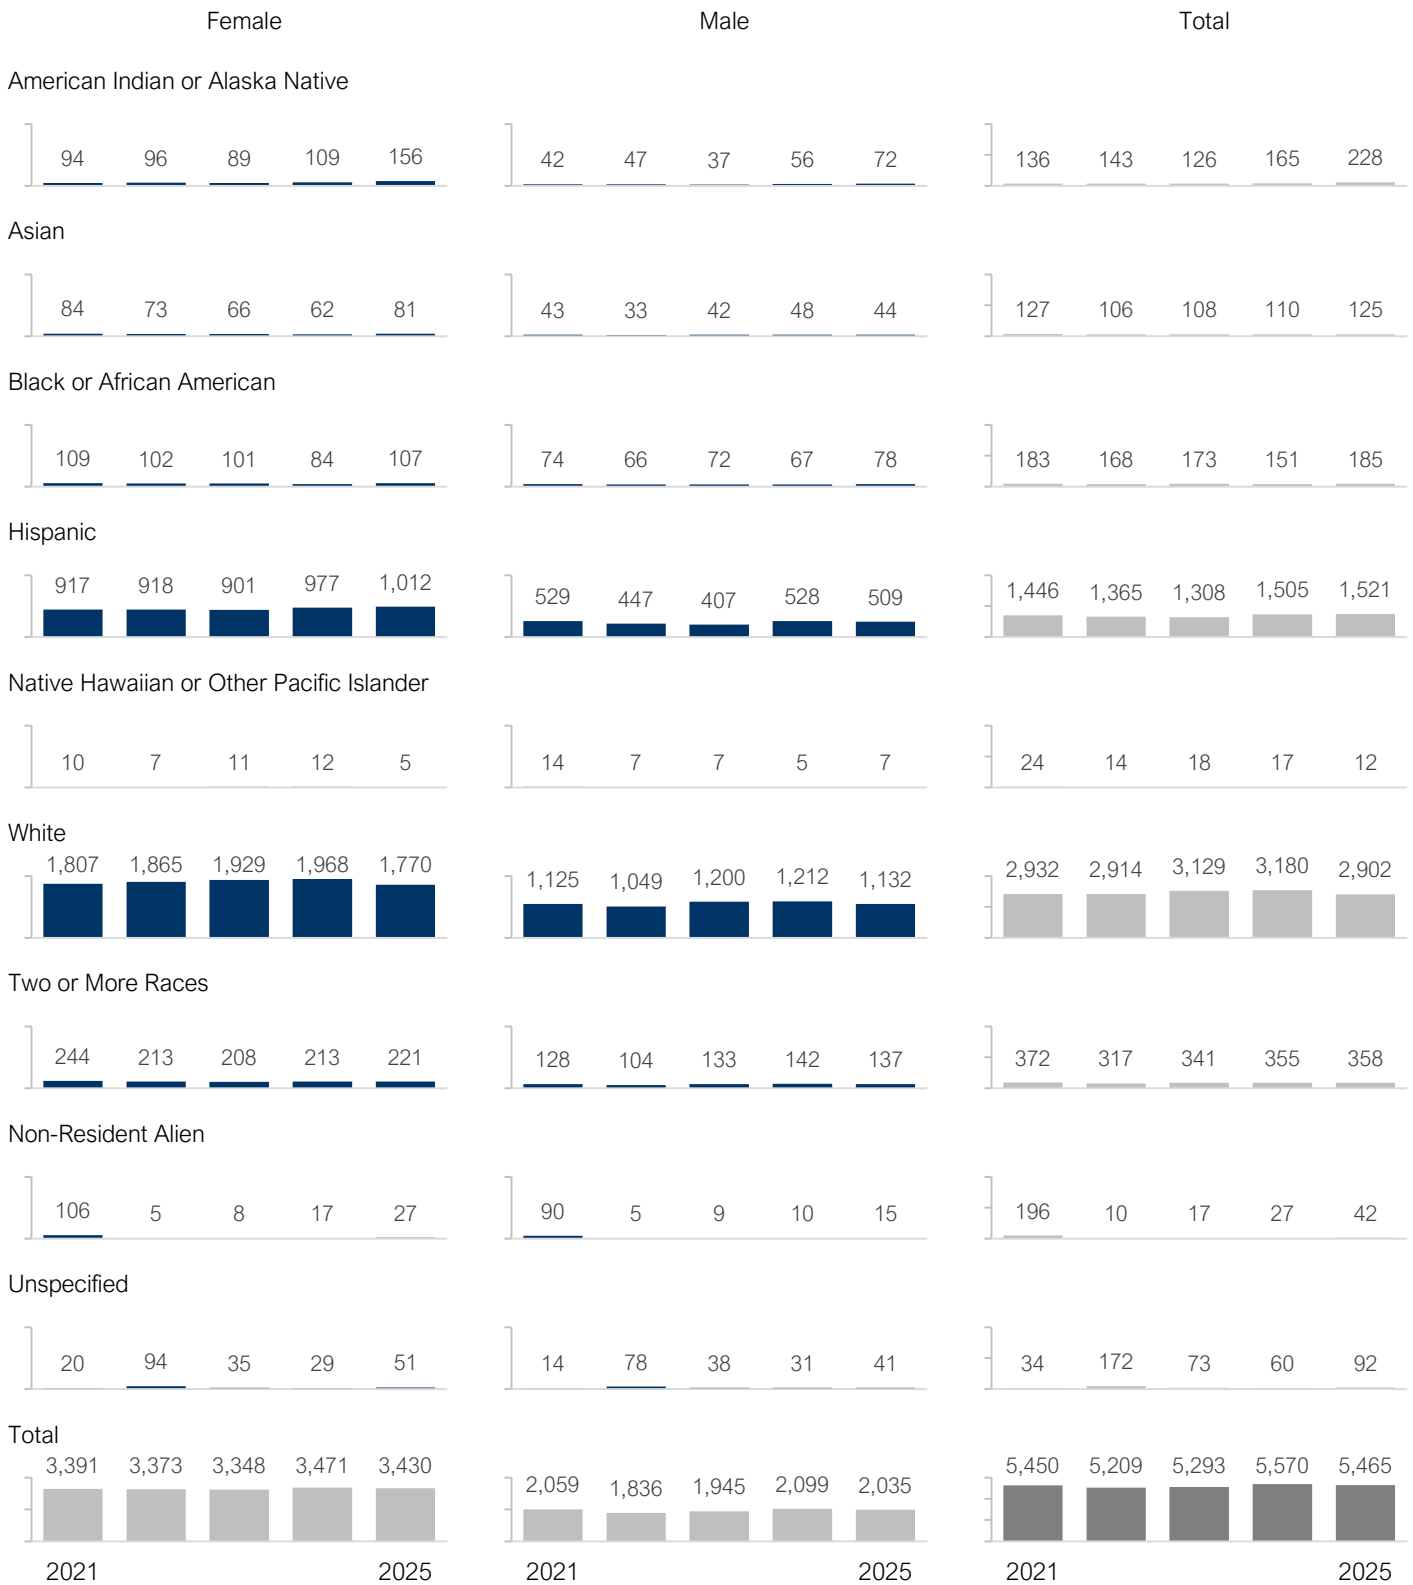 Female Male Total
American Indian or Alaska Native
94 96 89 109 156 42 47 37 56 72 136 143 126 165 228
Asian
84 73 66 62 81 43 33 42 48 44 127 106 108 110 125
Black or African American
109 102 101 84 107 74 66 72 67 78 183 168 173 151 185
Hispanic
917 918 901 977 1,012 529 447 407 528 509 1,446 1,365 1,308 1,505 1,521
Native Hawaiian or Other Pacific Islander
10 7 11 12 5 14 7 7 5 7 24 14 18 17 12
White
1,807 1,865 1,929 1,968 1,770 1,125 1,049 1,200 1,212 1,132 2,932 2,914 3,129 3,180 2,902
Two or More Races
244 213 208 213 221 128 104 133 142 137 372 317 341 355 358
Non-Resident Alien
106 5 8 17 27 90 5 9 10 15 196 10 17 27 42
Unspecified
20 94 35 29 51 14 78 38 31 41 34 172 73 60 92
Total
3,391 3,373 3,348 3,471 3,430 2,059 1,836 1,945 2,099 2,035 5,450 5,209 5,293 5,570 5,465
2021 2025 2021 2025 2021 2025